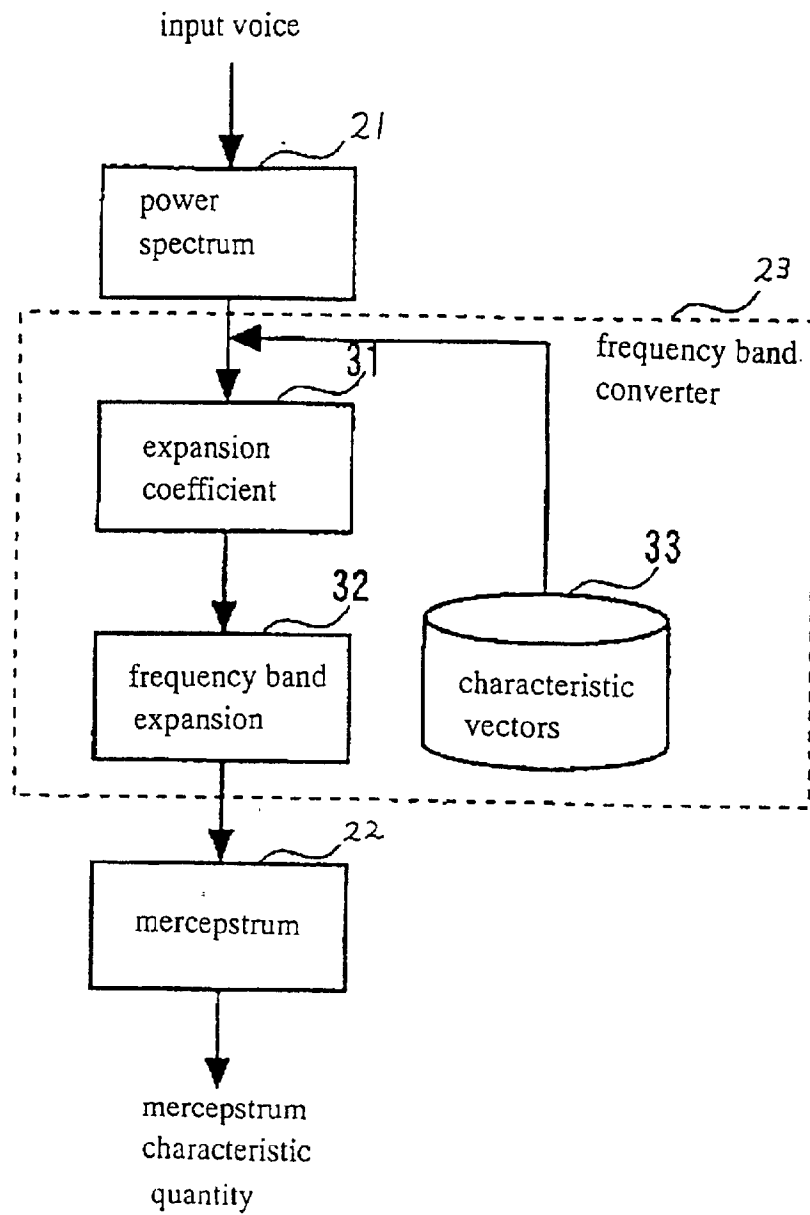 input voice
21
power
spectrum
23
frequency band
converter
31
expansion
coefficient
33
32
frequency band
expansion
characteristic
vectors
22
mercepstrum
mercepstrum
characteristic
quantity